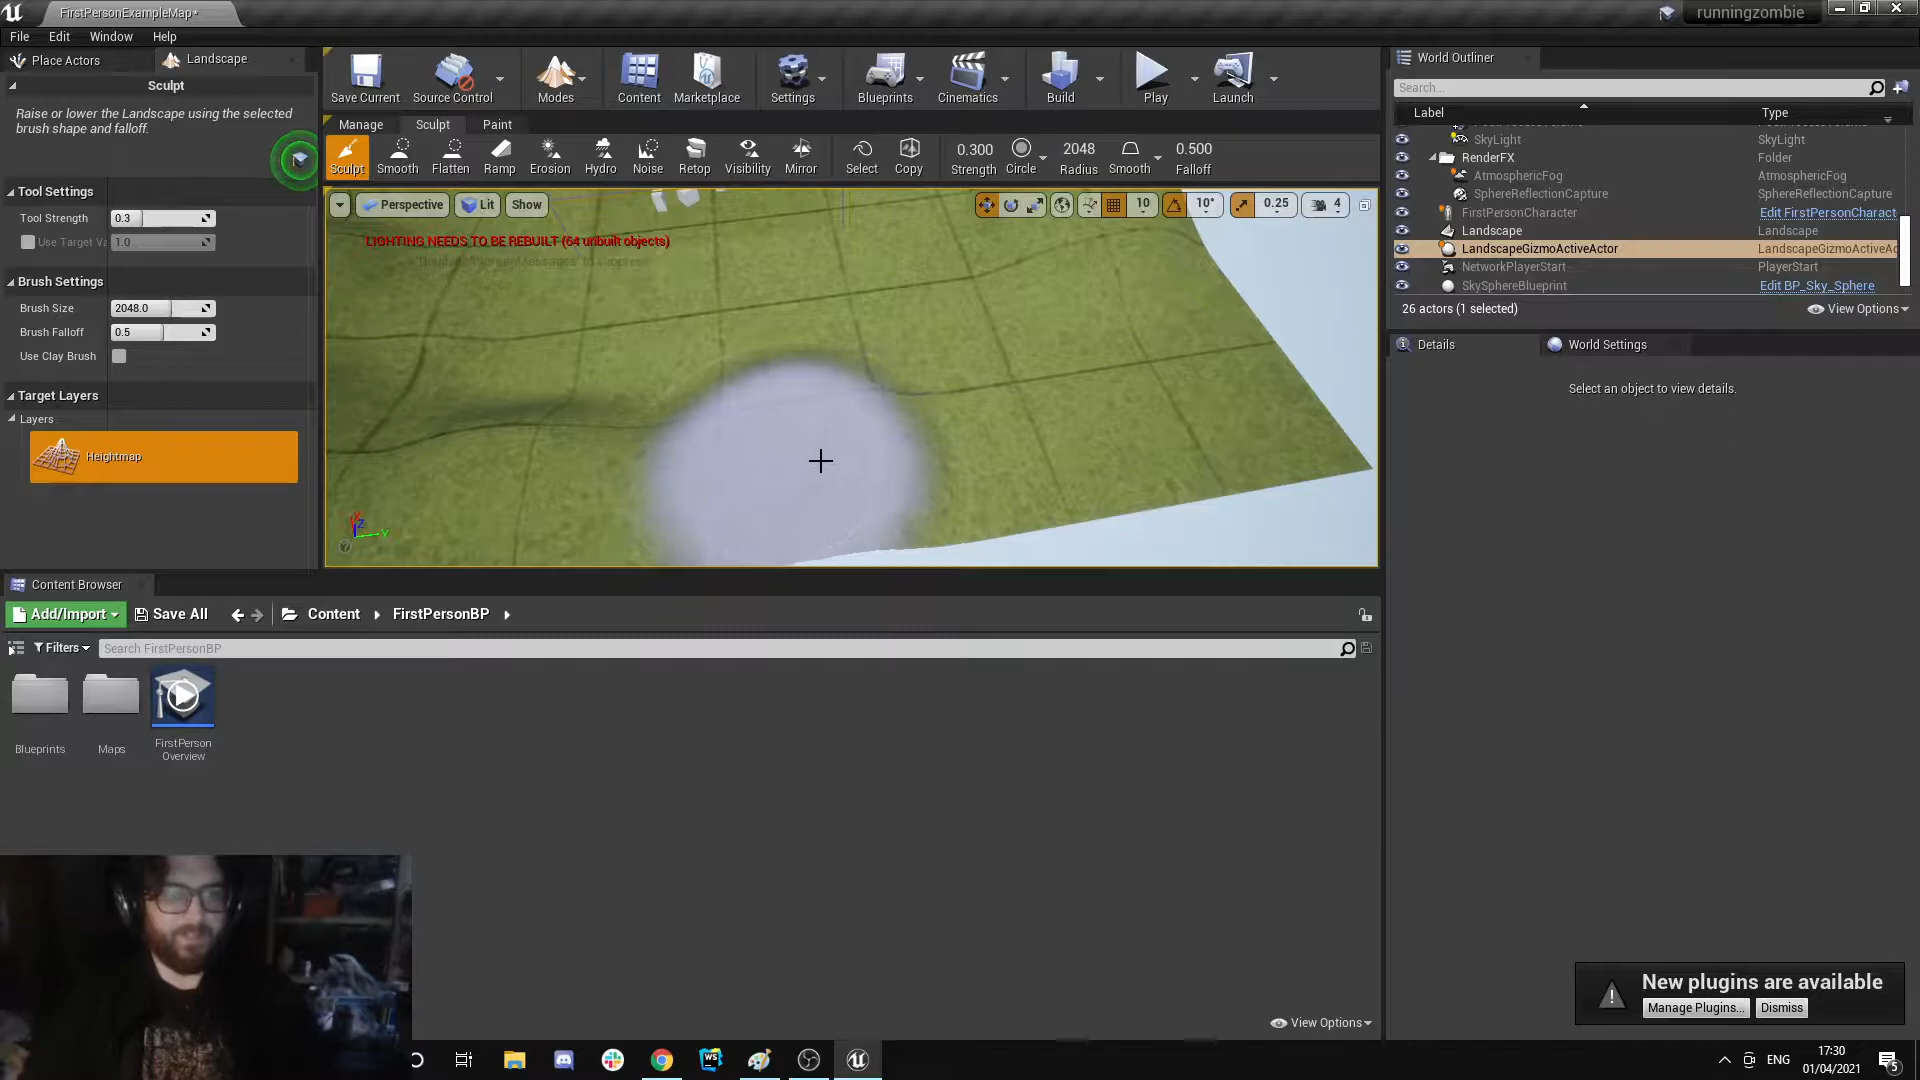 FirstPersonExampleMap*
runningzombie
File Edit Window Help
Place Actors
Landscape
Sculpt
Raise or lower the Landscape using the selected
brush shape and falloff.
Tool Settings
Tool Strength 0.3
Use Target Va 1.0
Brush Settings
Brush Size 2048.0
Brush Falloff 0.5
Use Clay Brush
Target Layers
Layers
Heightmap
Save Current
Source Control
Modes
Content
Marketplace
Settings
Blueprints
Cinematics
Build
Play
Launch
Manage Sculpt Paint
Sculpt Smooth Flatten Ramp Erosion Hydro Noise Retop Visibility Mirror Select Copy
0.300 2048 0.500
Strength Circle Radius Smooth Falloff
Perspective Lit Show
10 10° 0.25 4
LIGHTING NEEDS TO BE REBUILT (64 unbuilt objects)
World Outliner
Search...
Label Type
SkyLight SkyLight
RenderFX Folder
AtmosphericFog AtmosphericFog
SphereReflectionCapture SphereReflectionCapture
FirstPersonCharacter Edit FirstPersonCharact
Landscape Landscape
LandscapeGizmoActiveActor LandscapeGizmoActiveAc
NetworkPlayerStart PlayerStart
SkySphereBlueprint Edit BP_Sky_Sphere
26 actors (1 selected) View Options
Details
World Settings
Select an object to view details.
Content Browser
Add/Import Save All Content FirstPersonBP
Filters Search FirstPersonBP
Blueprints
Maps
FirstPerson
Overview
View Options
New plugins are available
Manage Plugins... Dismiss
WS
ENG
17:30
01/04/2021
5